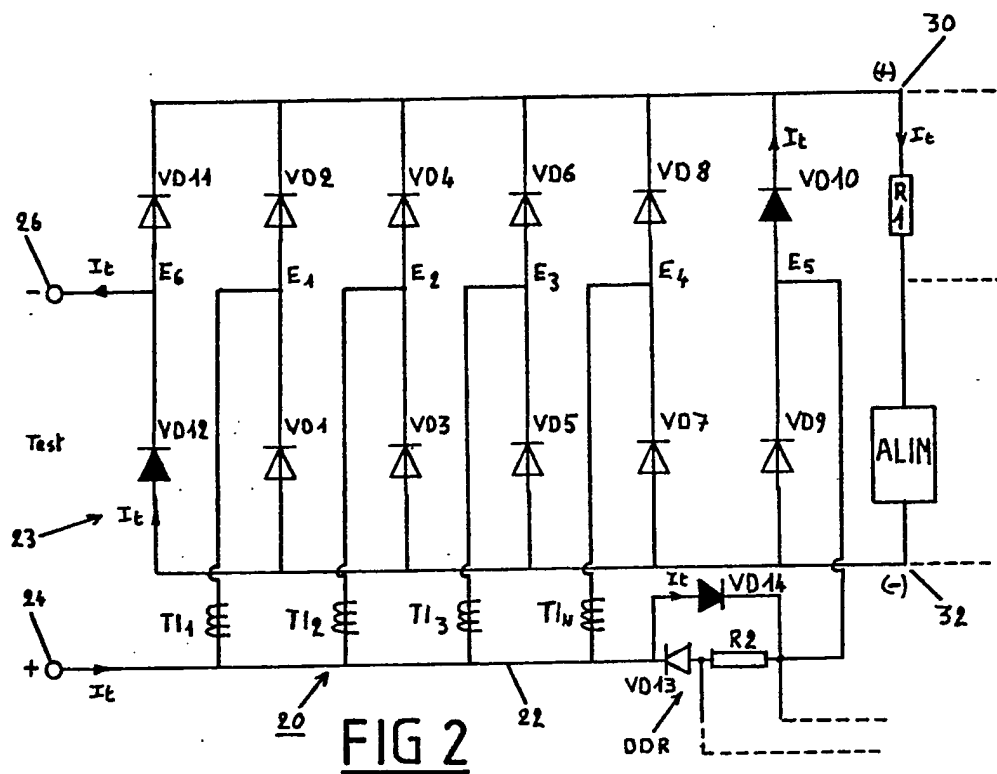 30
(+)
It
It
VD11
VD2
VD4
VD6
VD8
VD10
R1
26
It
E6
E1
E2
E3
E4
E5
-
Test
VD12
VD1
VD3
VD5
VD7
VD9
ALIM
23
It
(-)
32
24
TI1
TI2
TI3
TIN
It
VD14
+
It
VD13
R2
20
22
DDR
FIG 2